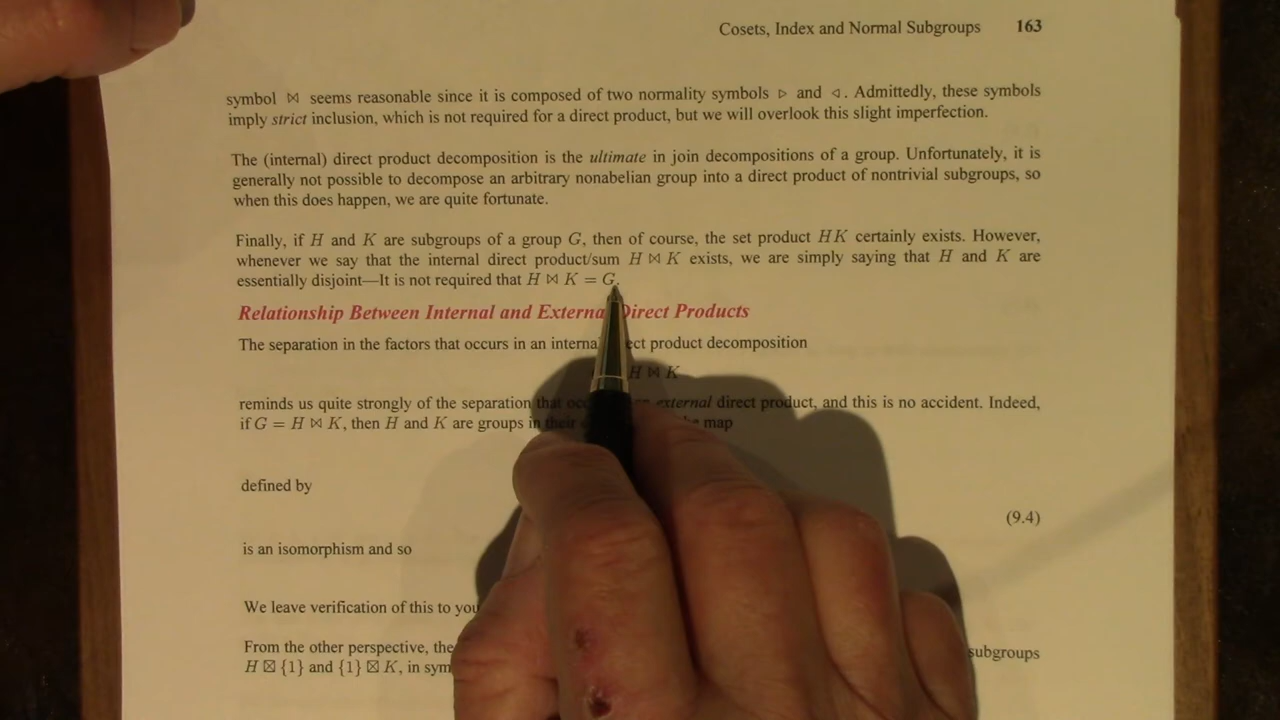 Cosets, Index and Normal Subgroups 163
symbol ⋈ seems reasonable since it is composed of two normality symbols ▹ and ◃. Admittedly, these symbols
imply strict inclusion, which is not required for a direct product, but we will overlook this slight imperfection.
The (internal) direct product decomposition is the ultimate in join decompositions of a group. Unfortunately, it is
generally not possible to decompose an arbitrary nonabelian group into a direct product of nontrivial subgroups, so
when this does happen, we are quite fortunate.
Finally, if H and K are subgroups of a group G, then of course, the set product HK certainly exists. However,
whenever we say that the internal direct product/sum H ⋈ K exists, we are simply saying that H and K are
essentially disjoint—It is not required that H ⋈ K = G.
Relationship Between Internal and External Direct Products
The separation in the factors that occurs in an internal direct product decomposition
H ⋈ K
reminds us quite strongly of the separation that external direct product, and this is no accident. Indeed,
if G = H ⋈ K, then H and K are groups in their map
defined by
(9.4)
is an isomorphism and so
We leave verification of this to you
From the other perspective, the subgroups
H ⊠ {1} and {1} ⊠ K, in